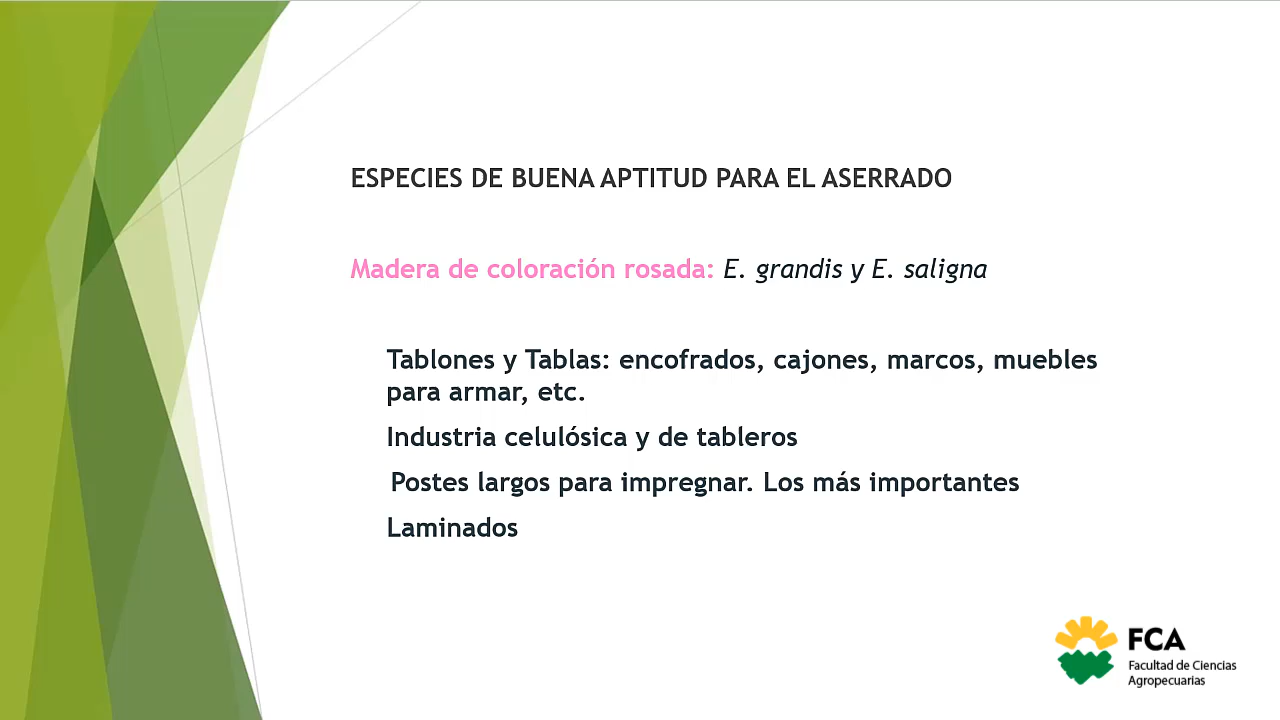 ESPECIES DE BUENA APTITUD PARA EL ASERRADO
Madera de coloración rosada: E. grandis y E. saligna
Tablones y Tablas: encofrados, cajones, marcos, muebles
para armar, etc.
Industria celulósica y de tableros
Postes largos para impregnar. Los más importantes
Laminados
FCA
Facultad de Ciencias
Agropecuarias